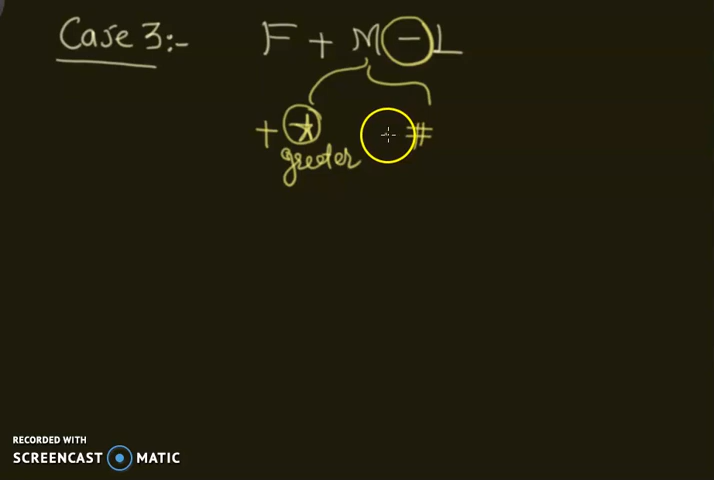 Case 3:- F + M - L
+ ★ #
greater
RECORDED WITH
SCREENCAST MATIC